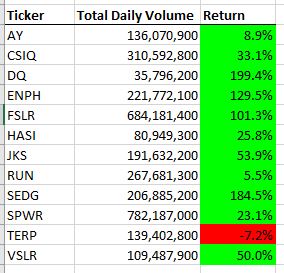 Ticker Total Daily Volume Return
AY 136,070,900 8.9%
CSIQ 310,592,800 33.1%
DQ 35,796,200 199.4%
ENPH 221,772,100 129.5%
FSLR 684,181,400 101.3%
HASI 80,949,300 25.8%
JKS 191,632,200 53.9%
RUN 267,681,300 5.5%
SEDG 206,885,200 184.5%
SPWR 782,187,000 23.1%
TERP 139,402,800 -7.2%
VSLR 109,487,900 50.0%